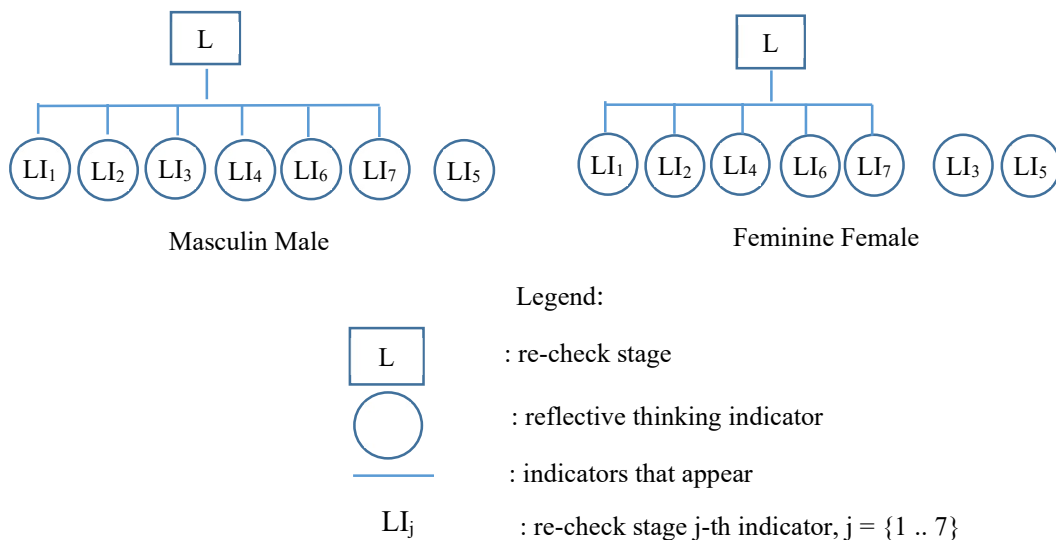 L
L
LI₁ LI₂ LI₃ LI₄ LI₆ LI₇ LI₅
LI₁ LI₂ LI₄ LI₆ LI₇ LI₃ LI₅
Masculin Male
Feminine Female
Legend:
L : re-check stage
: reflective thinking indicator
: indicators that appear
LIⱼ : re-check stage j-th indicator, j = {1 .. 7}